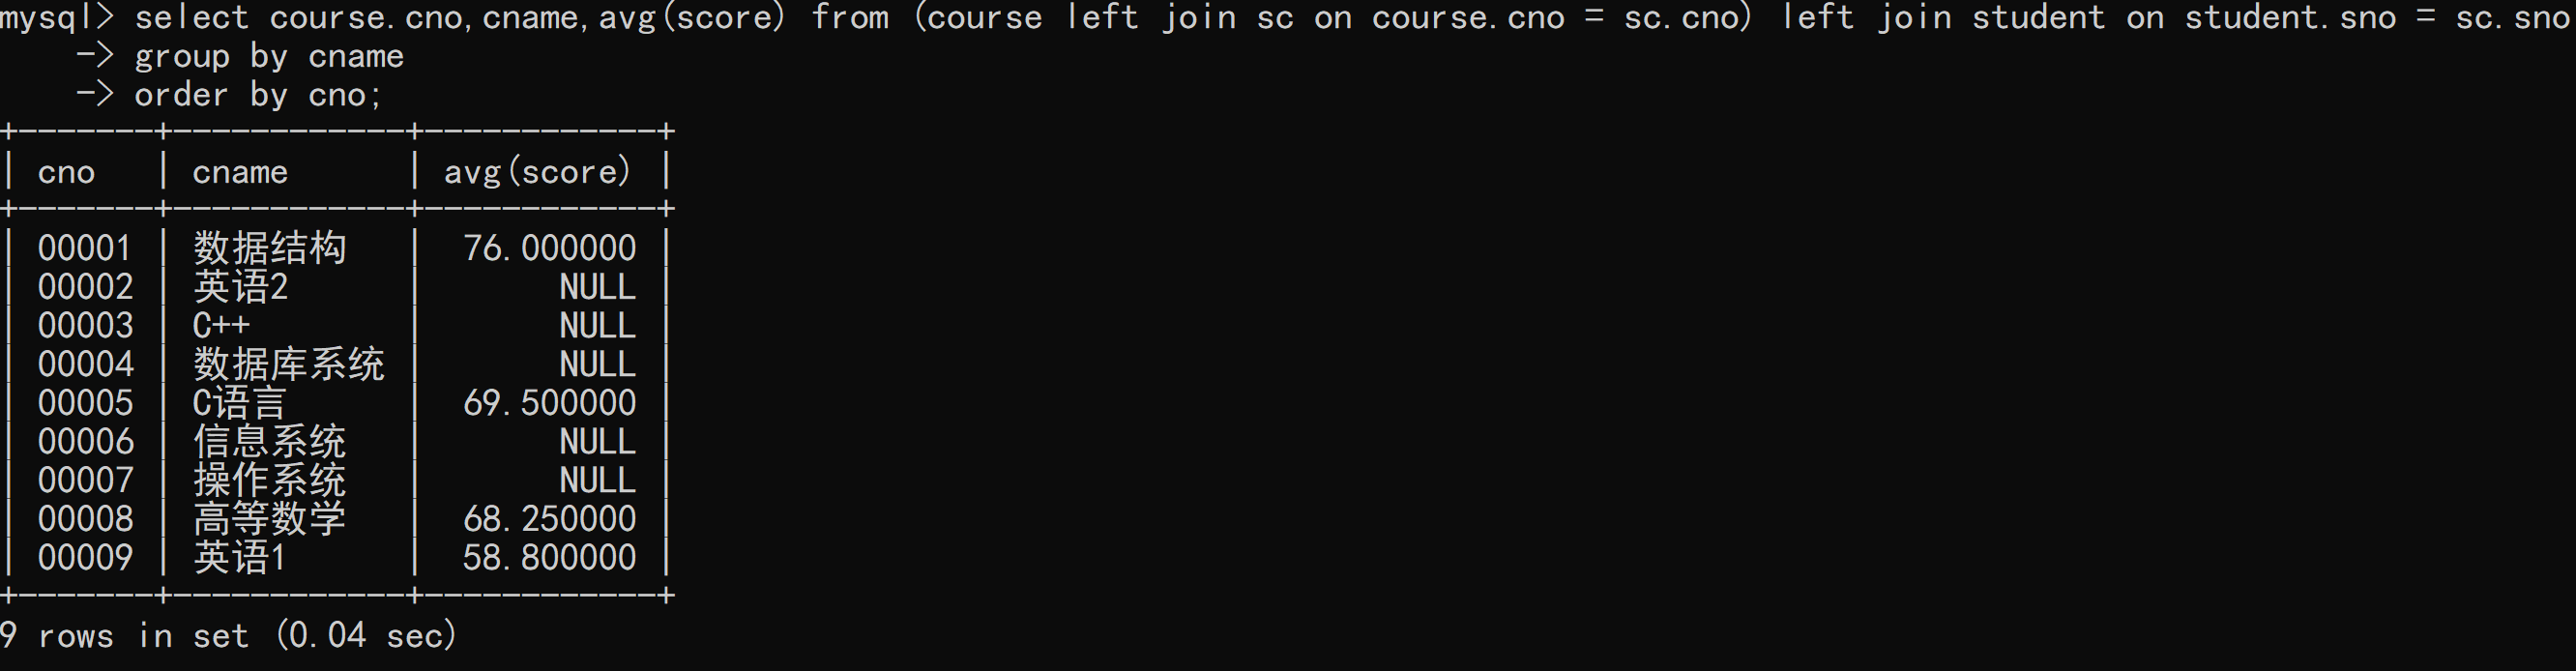 mysql> select course.cno,cname,avg(score) from (course left join sc on course.cno = sc.cno) left join student on student.sno = sc.sno
    -> group by cname
    -> order by cno;
+-------+------------+------------+
| cno   | cname      | avg(score) |
+-------+------------+------------+
| 00001 | 数据结构   |  76.000000 |
| 00002 | 英语2      |       NULL |
| 00003 | C++        |       NULL |
| 00004 | 数据库系统 |       NULL |
| 00005 | C语言      |  69.500000 |
| 00006 | 信息系统   |       NULL |
| 00007 | 操作系统   |       NULL |
| 00008 | 高等数学   |  68.250000 |
| 00009 | 英语1      |  58.800000 |
+-------+------------+------------+
9 rows in set (0.04 sec)